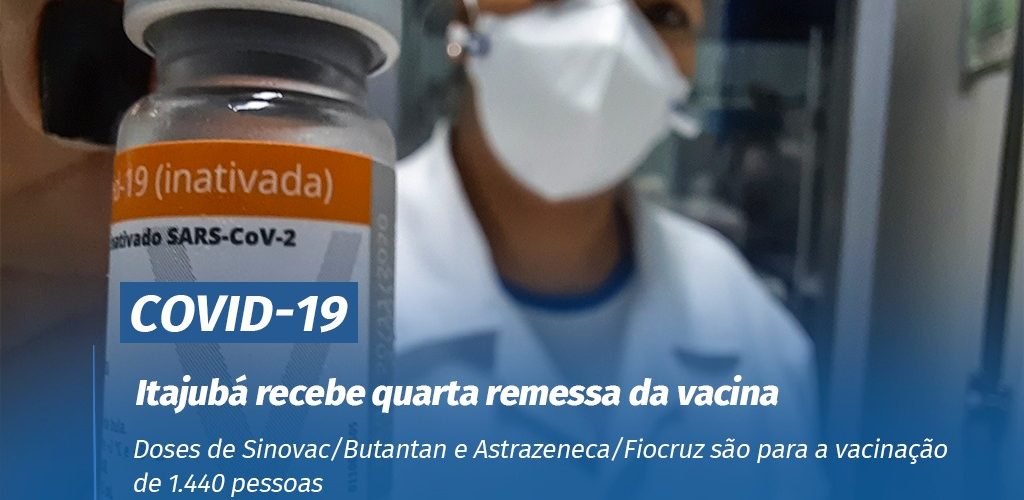 -19 (inativada)
SARS-CoV-2
COVID-19
Itajubá recebe quarta remessa da vacina
Doses de Sinovac/Butantan e Astrazeneca/Fiocruz são para a vacinação
de 1.440 pessoas